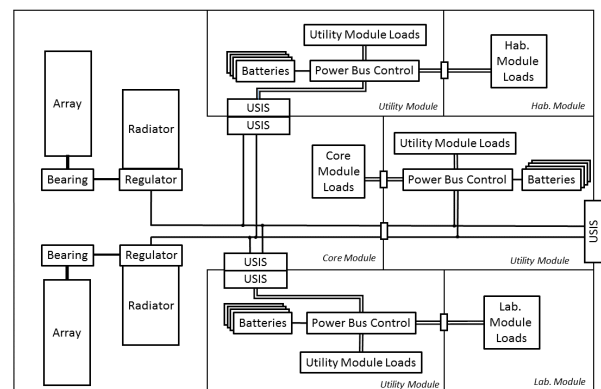 Utility Module Loads
Hab.
Module
Loads
Batteries
Power Bus Control
Array
Radiator
USIS
Utility Module
Hab. Module
USIS
Utility Module Loads
Core
Module
Loads
Bearing
Regulator
Power Bus Control
Batteries
USIS
Bearing
Regulator
USIS
Core Module
Utility Module
USIS
Array
Radiator
Batteries
Power Bus Control
Lab.
Module
Loads
Utility Module Loads
Utility Module
Lab. Module